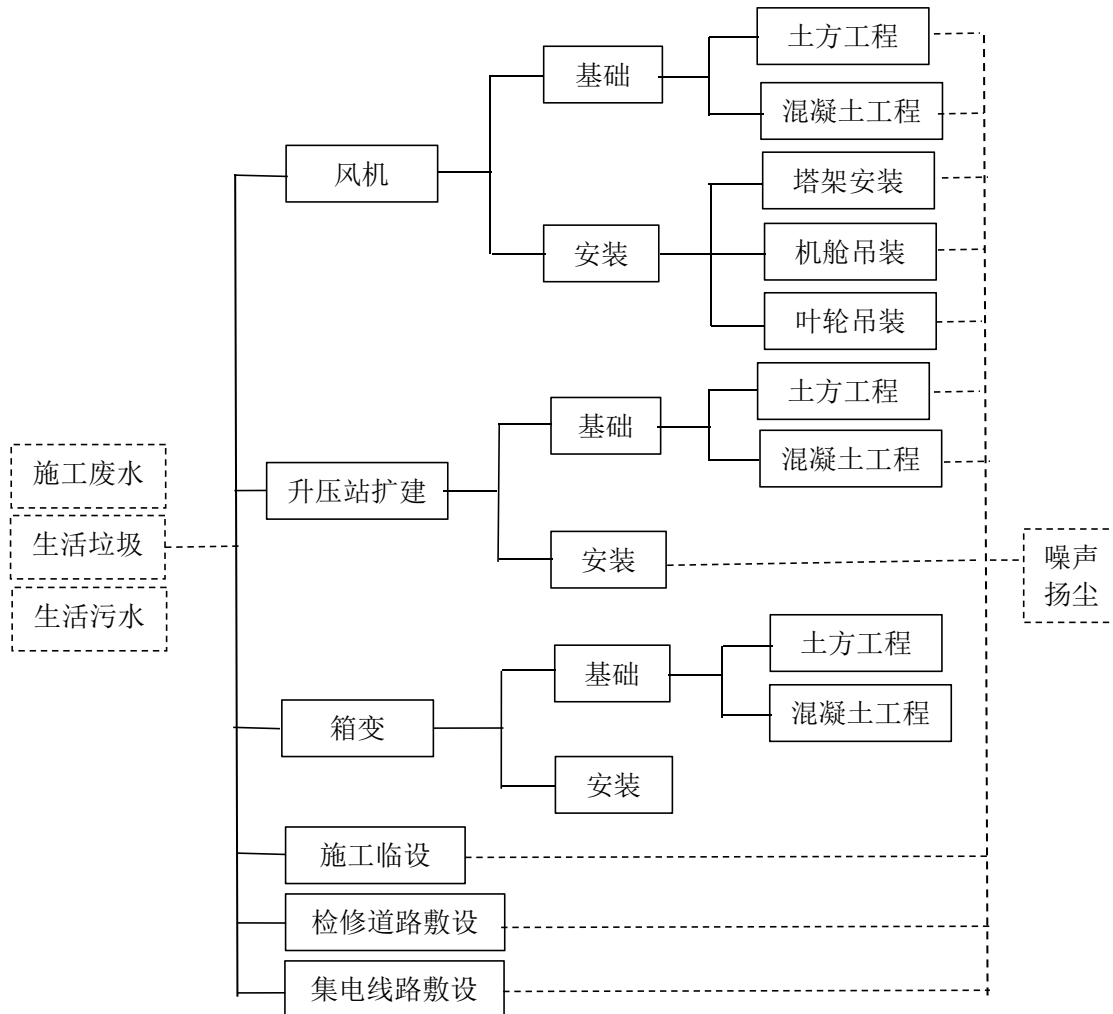 土方工程
基础
混凝土工程
风机
塔架安装
安装
机舱吊装
叶轮吊装
土方工程
基础
混凝土工程
施工废水
升压站扩建
生活垃圾
安装
噪声
扬尘
生活污水
土方工程
基础
混凝土工程
箱变
安装
施工临设
检修道路敷设
集电线路敷设